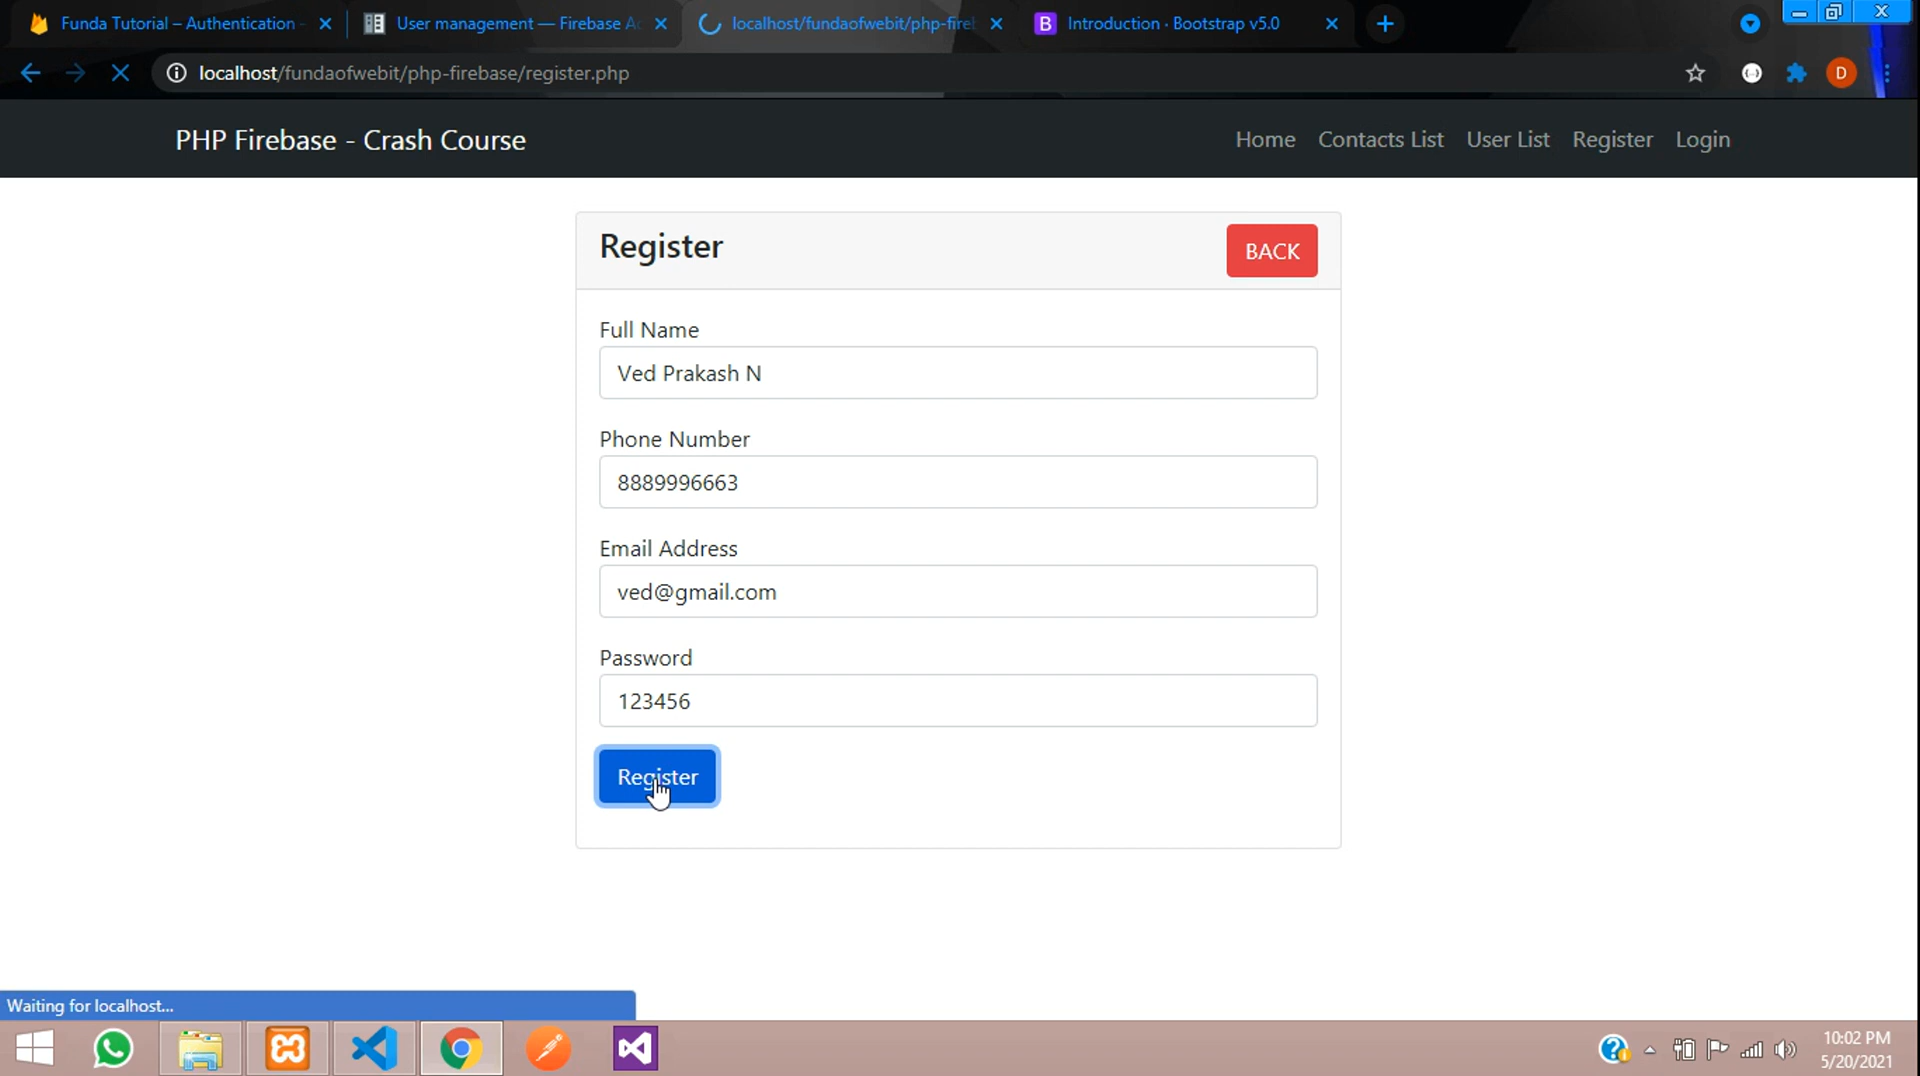 Funda Tutorial – Authentication -
User management — Firebase Ad
localhost/fundaofwebit/php-fireb
B
Introduction · Bootstrap v5.0
localhost/fundaofwebit/php-firebase/register.php
D
PHP Firebase - Crash Course
Home
Contacts List
User List
Register
Login
Register
BACK
Full Name
Ved Prakash N
Phone Number
8889996663
Email Address
ved@gmail.com
Password
123456
Register
Waiting for localhost...
10:02 PM
5/20/2021